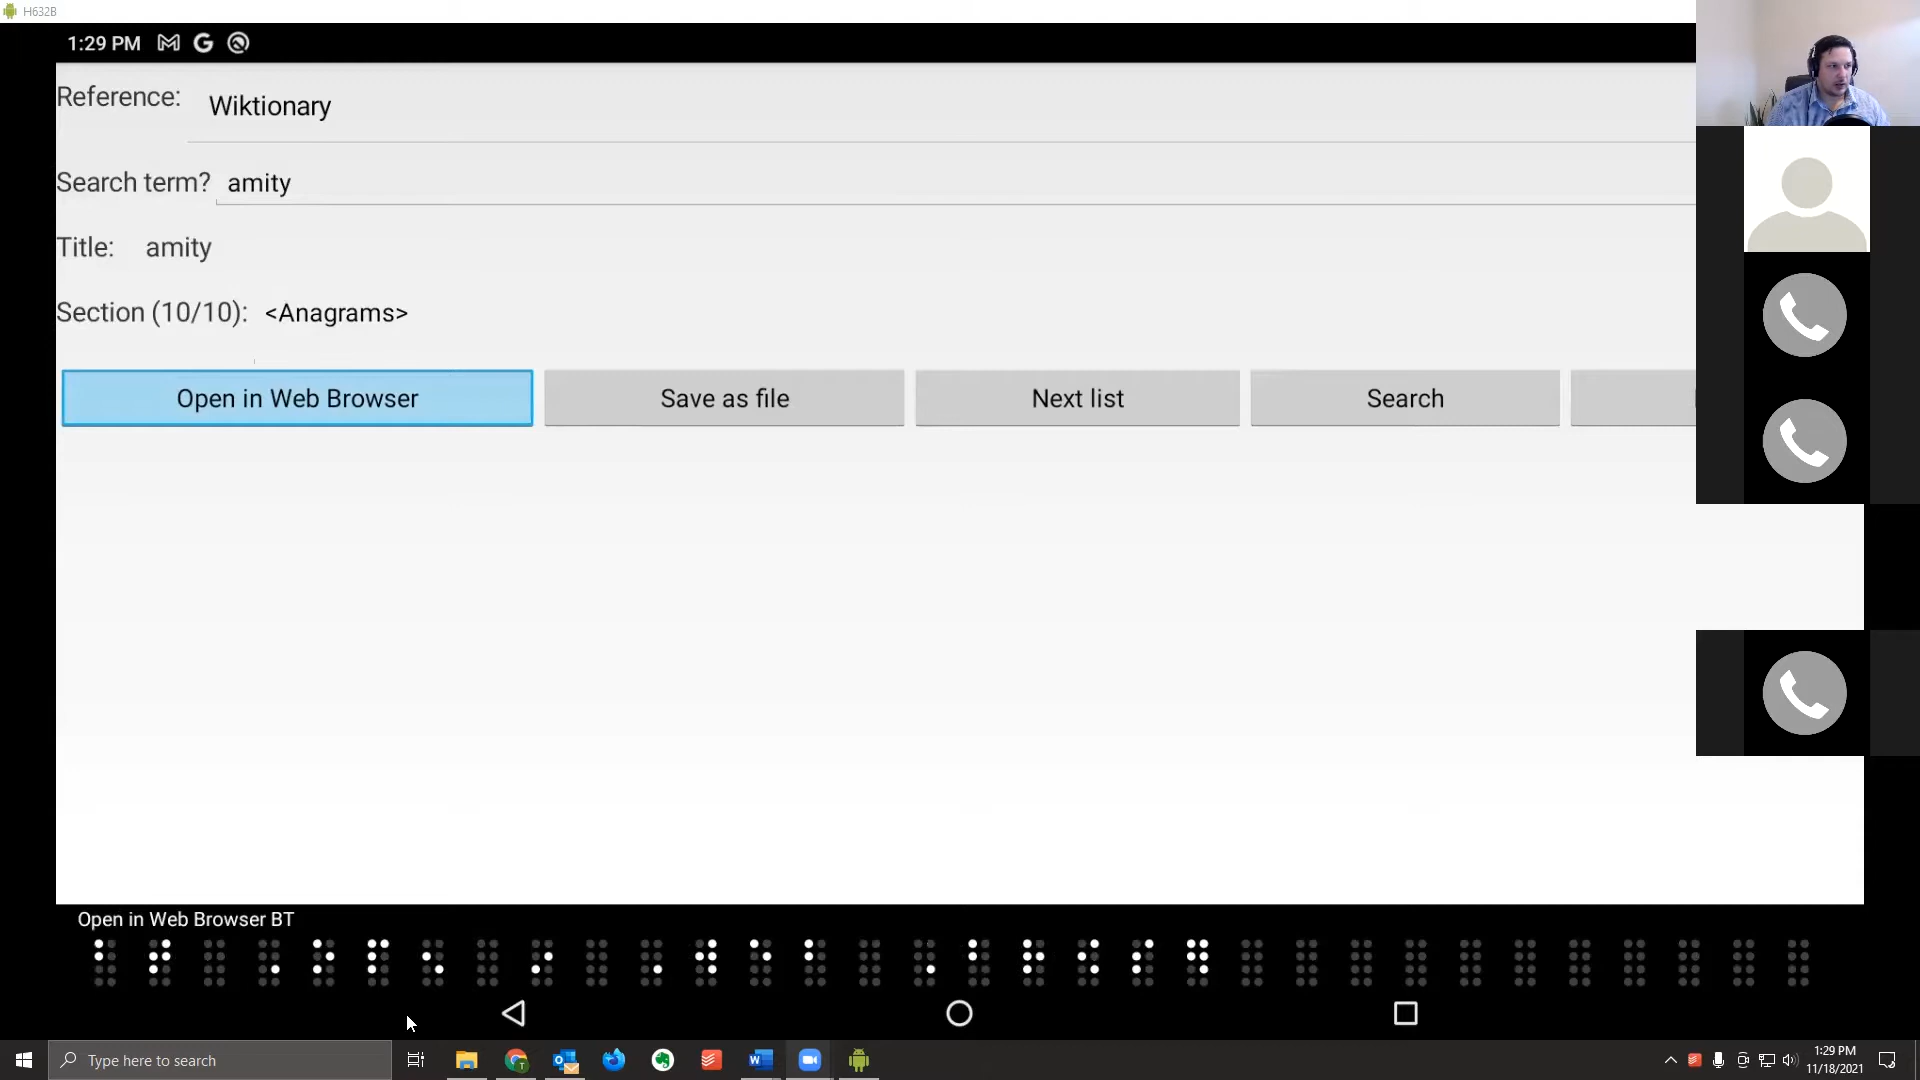 H632B
1:29 PM
Reference: Wiktionary
Search term? amity
Title: amity
Section (10/10): <Anagrams>
Open in Web Browser Save as file Next list Search
Open in Web Browser BT
Type here to search
1:29 PM
11/18/2021